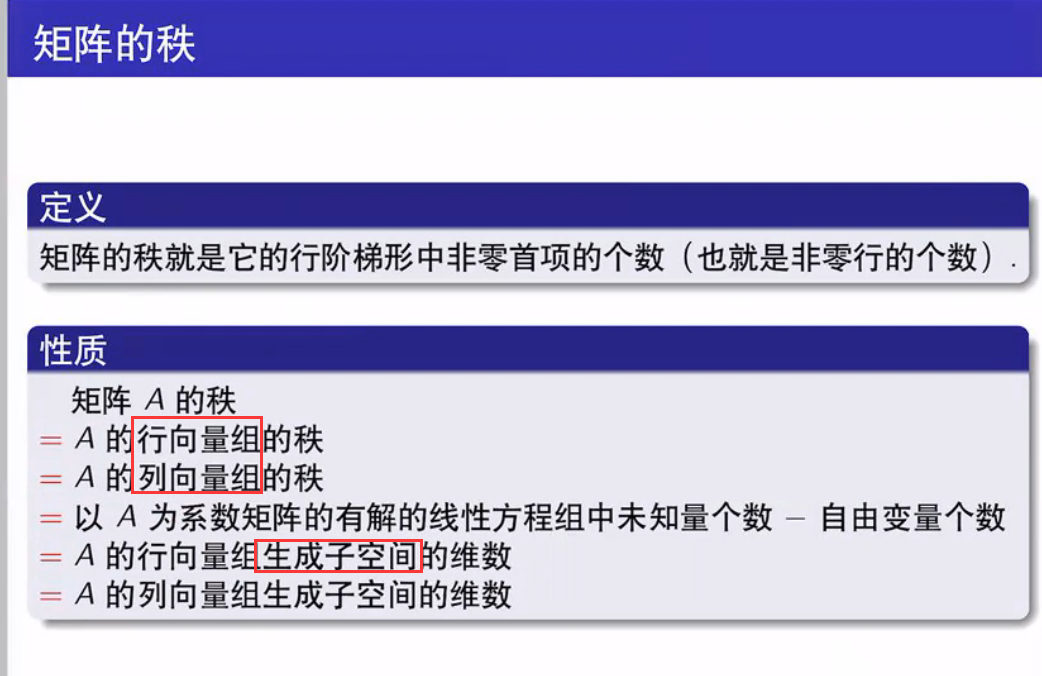 矩阵的秩
定义
矩阵的秩就是它的行阶梯形中非零首项的个数（也就是非零行的个数）.
性质
矩阵 A 的秩
= A 的行向量组的秩
= A 的列向量组的秩
= 以 A 为系数矩阵的有解的线性方程组中未知量个数 − 自由变量个数
= A 的行向量组生成子空间的维数
= A 的列向量组生成子空间的维数